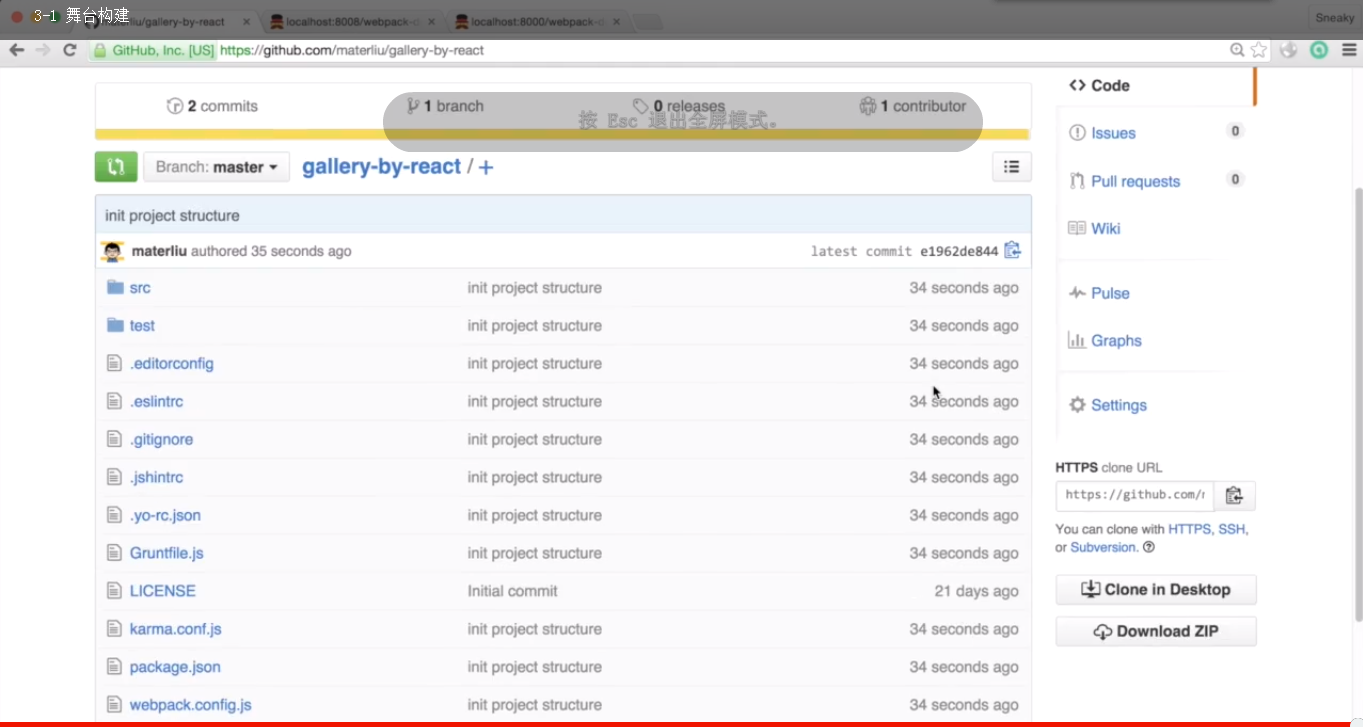 3-1 舞台构建
iu/gallery-by-react × localhost:8008/webpack-d × localhost:8000/webpack-d × Sneaky
GitHub, Inc. [US] https://github.com/materliu/gallery-by-react
2 commits 1 branch 0 releases 1 contributor
按 Esc 退出全屏模式。
Branch: master gallery-by-react / +
init project structure
materliu authored 35 seconds ago latest commit e1962de844
src init project structure 34 seconds ago
test init project structure 34 seconds ago
.editorconfig init project structure 34 seconds ago
.eslintrc init project structure 34 seconds ago
.gitignore init project structure 34 seconds ago
.jshintrc init project structure 34 seconds ago
.yo-rc.json init project structure 34 seconds ago
Gruntfile.js init project structure 34 seconds ago
LICENSE Initial commit 21 days ago
karma.conf.js init project structure 34 seconds ago
package.json init project structure 34 seconds ago
webpack.config.js init project structure 34 seconds ago
Code
Issues 0
Pull requests 0
Wiki
Pulse
Graphs
Settings
HTTPS clone URL
https://github.com/r
You can clone with HTTPS, SSH,
or Subversion.
Clone in Desktop
Download ZIP